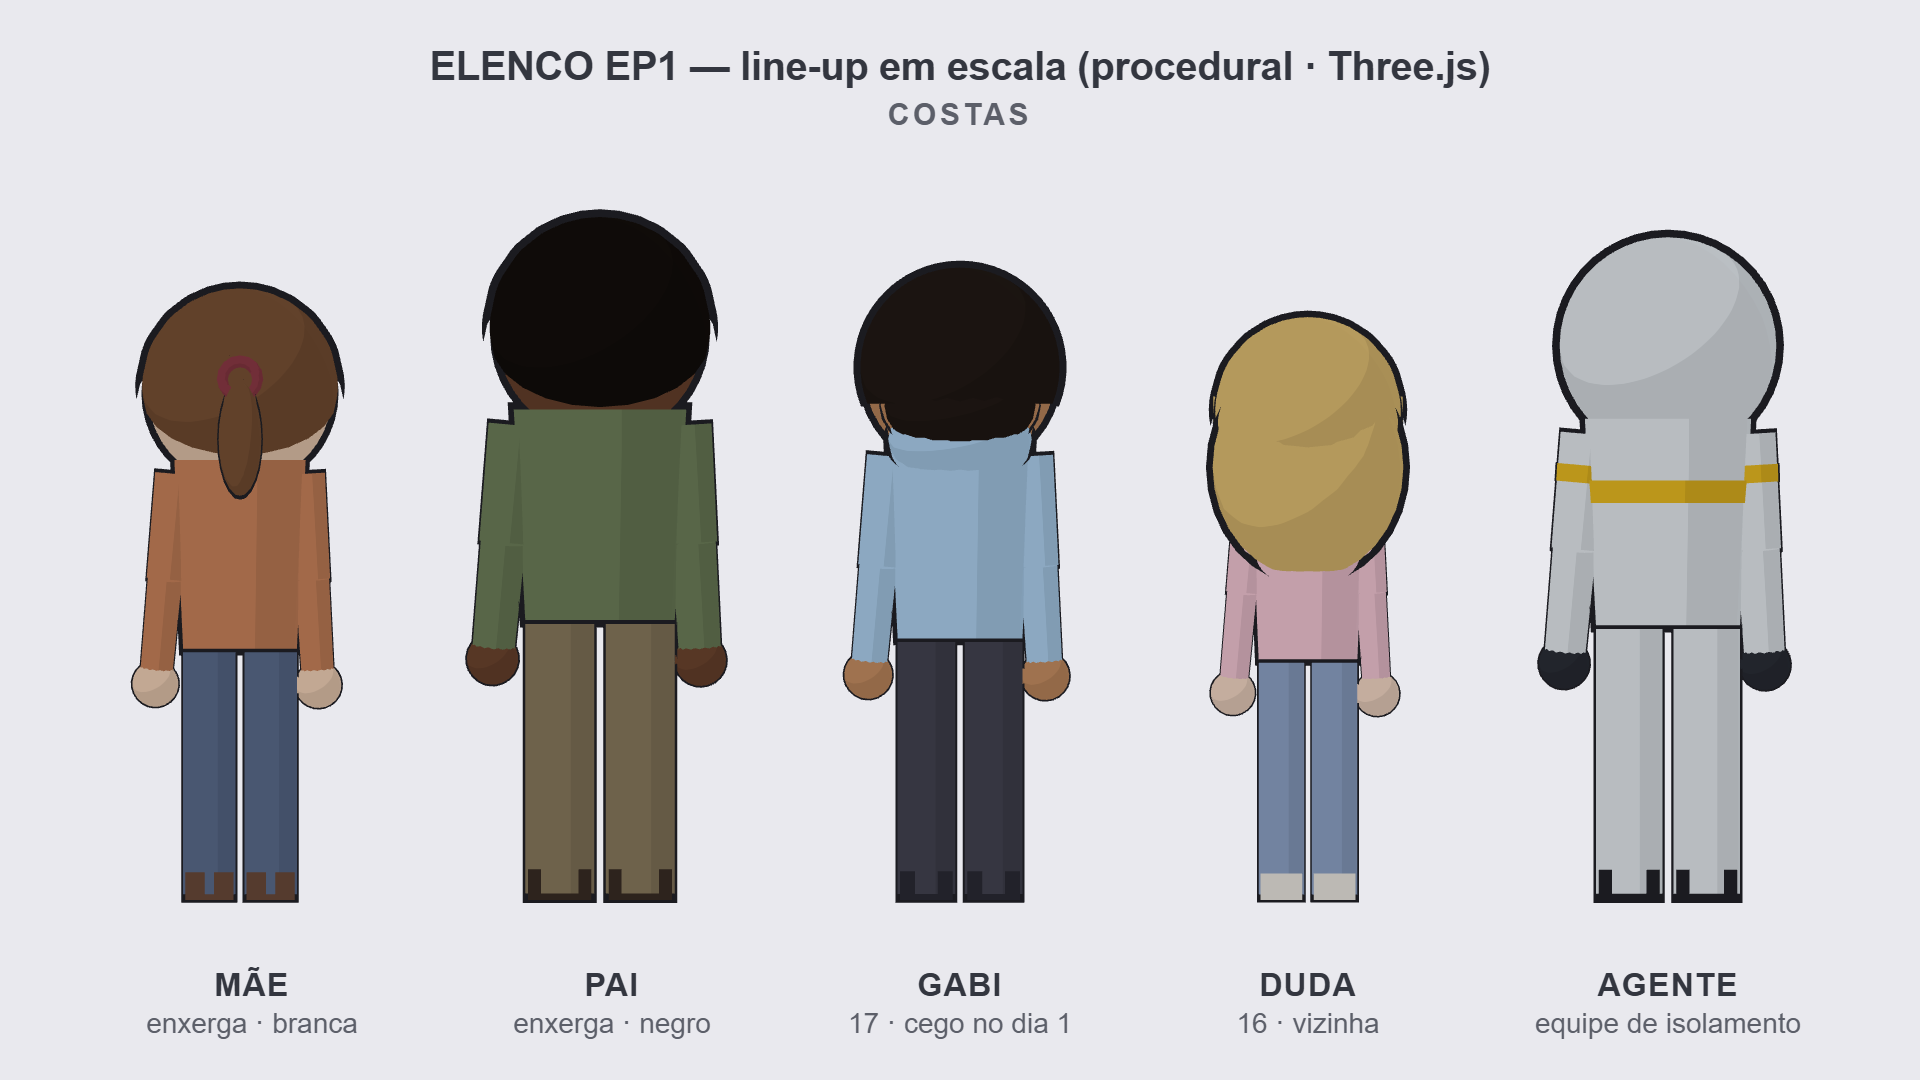 ELENCO EP1 — line-up em escala (procedural · Three.js)
COSTAS
MÃE
enxerga · branca
PAI
enxerga · negro
GABI
17 · cego no dia 1
DUDA
16 · vizinha
AGENTE
equipe de isolamento